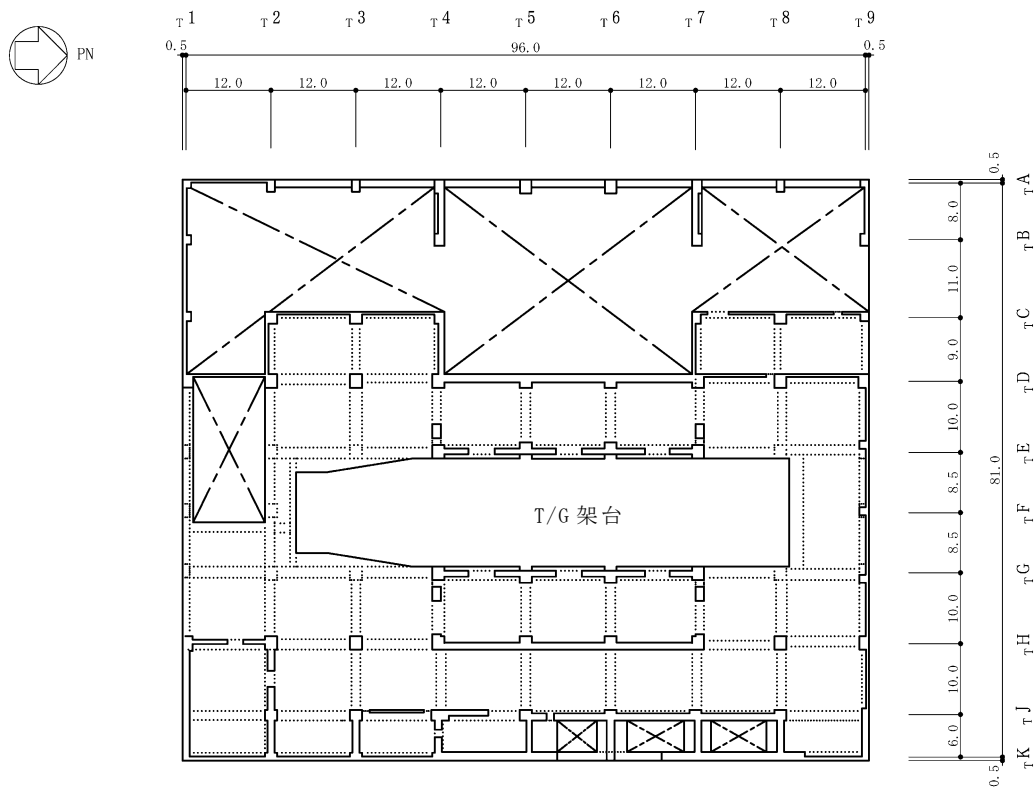 T1 T2 T3 T4 T5 T6 T7 T8 T9
PN
0.5 96.0 0.5
12.0 12.0 12.0 12.0 12.0 12.0 12.0 12.0
T/G 架台
0.5
8.0
11.0
9.0
10.0
8.5
8.5
10.0
10.0
6.0
81.0
0.5
TA
TB
TC
TD
TE
TF
TG
TH
TJ
TK